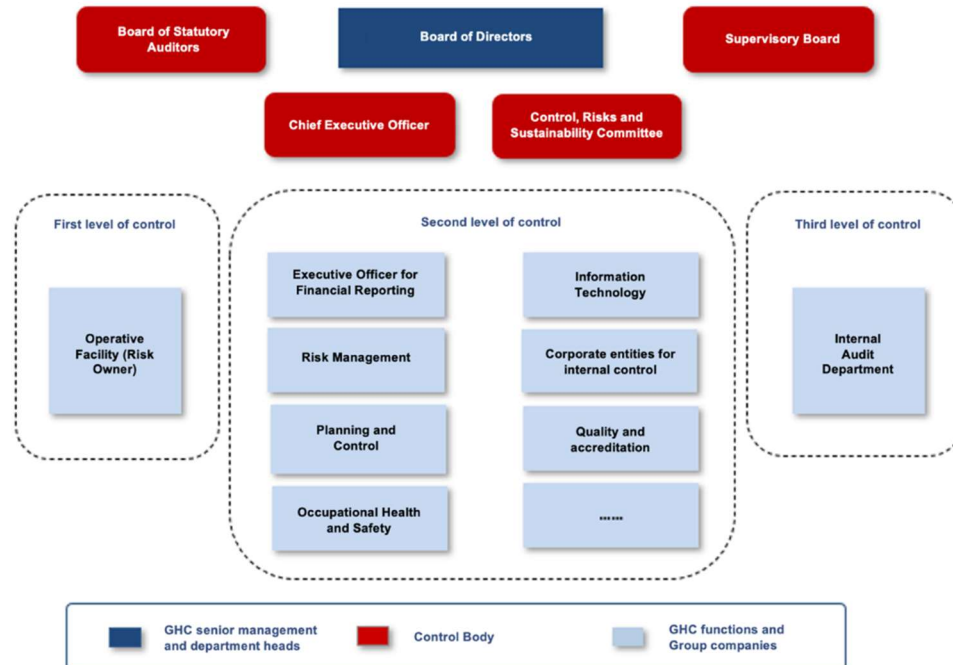 Board of Statutory
Auditors
Board of Directors
Supervisory Board
Chief Executive Officer
Control, Risks and
Sustainability Committee
First level of control
Second level of control
Third level of control
Operative
Facility (Risk
Owner)
Executive Officer for
Financial Reporting
Information
Technology
Risk Management
Corporate entities for
internal control
Planning and
Control
Quality and
accreditation
Occupational Health
and Safety
......
Internal
Audit
Department
GHC senior management
and department heads
Control Body
GHC functions and
Group companies